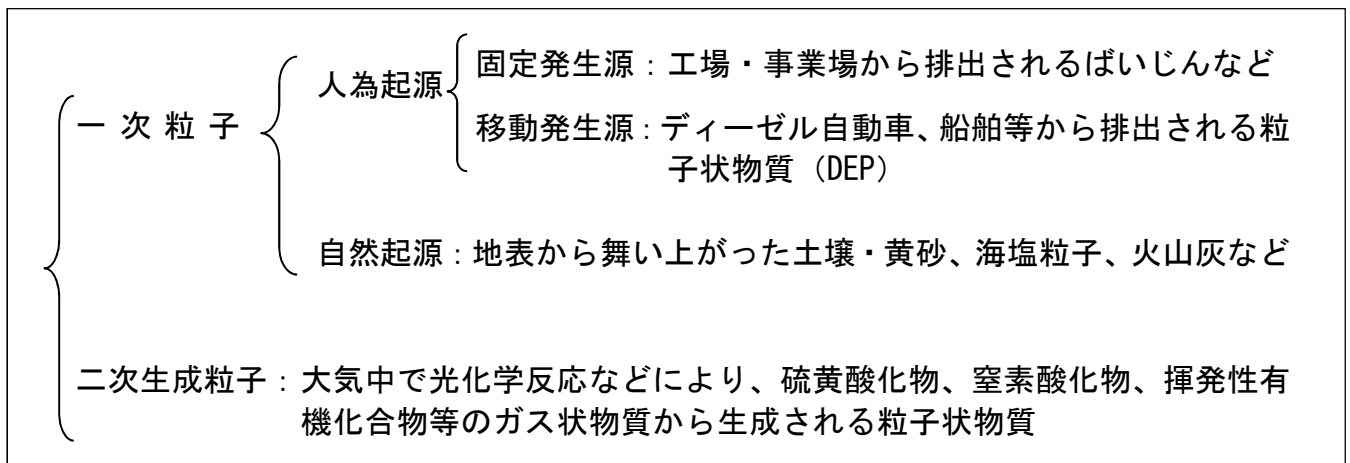 一次粒子
人為起源
固定発生源：工場・事業場から排出されるばいじんなど
移動発生源：ディーゼル自動車、船舶等から排出される粒
子状物質（DEP）
自然起源：地表から舞い上がった土壌・黄砂、海塩粒子、火山灰など
二次生成粒子：大気中で光化学反応などにより、硫黄酸化物、窒素酸化物、揮発性有
機化合物等のガス状物質から生成される粒子状物質